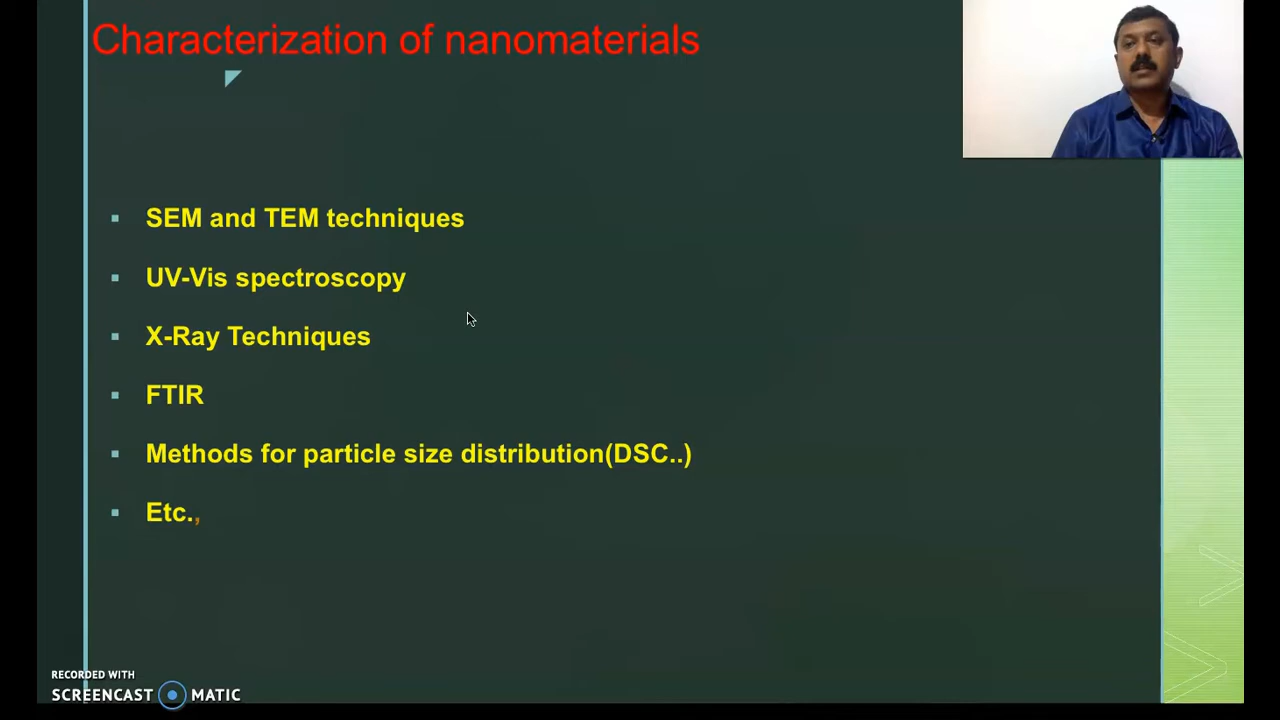 Characterization of nanomaterials
▪ SEM and TEM techniques
▪ UV-Vis spectroscopy
▪ X-Ray Techniques
▪ FTIR
▪ Methods for particle size distribution(DSC..)
▪ Etc.,
RECORDED WITH
SCREENCAST MATIC